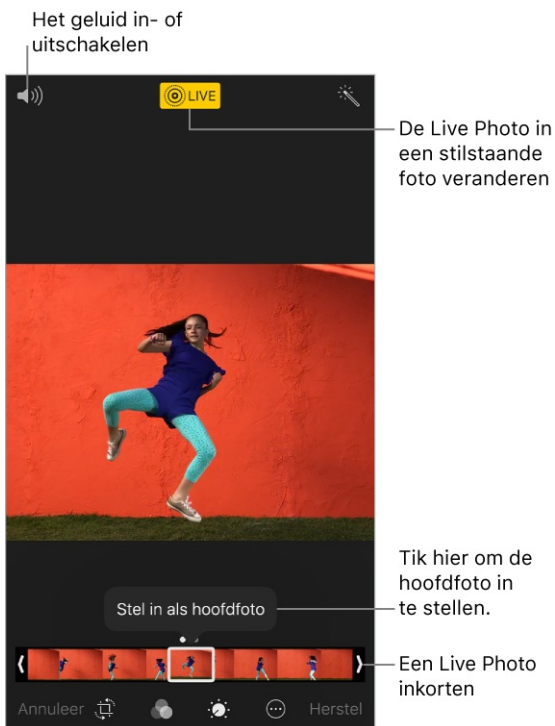 Het geluid in- of
uitschakelen
LIVE
De Live Photo in
een stilstaande
foto veranderen
Tik hier om de
hoofdfoto in
te stellen.
Stel in als hoofdfoto
Een Live Photo
inkorten
Annuleer
Herstel